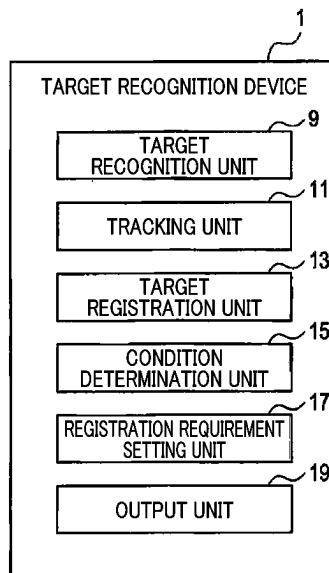 1
TARGET RECOGNITION DEVICE
9
TARGET
RECOGNITION UNIT
11
TRACKING UNIT
13
TARGET
REGISTRATION UNIT
15
CONDITION
DETERMINATION UNIT
17
REGISTRATION REQUIREMENT
SETTING UNIT
19
OUTPUT UNIT